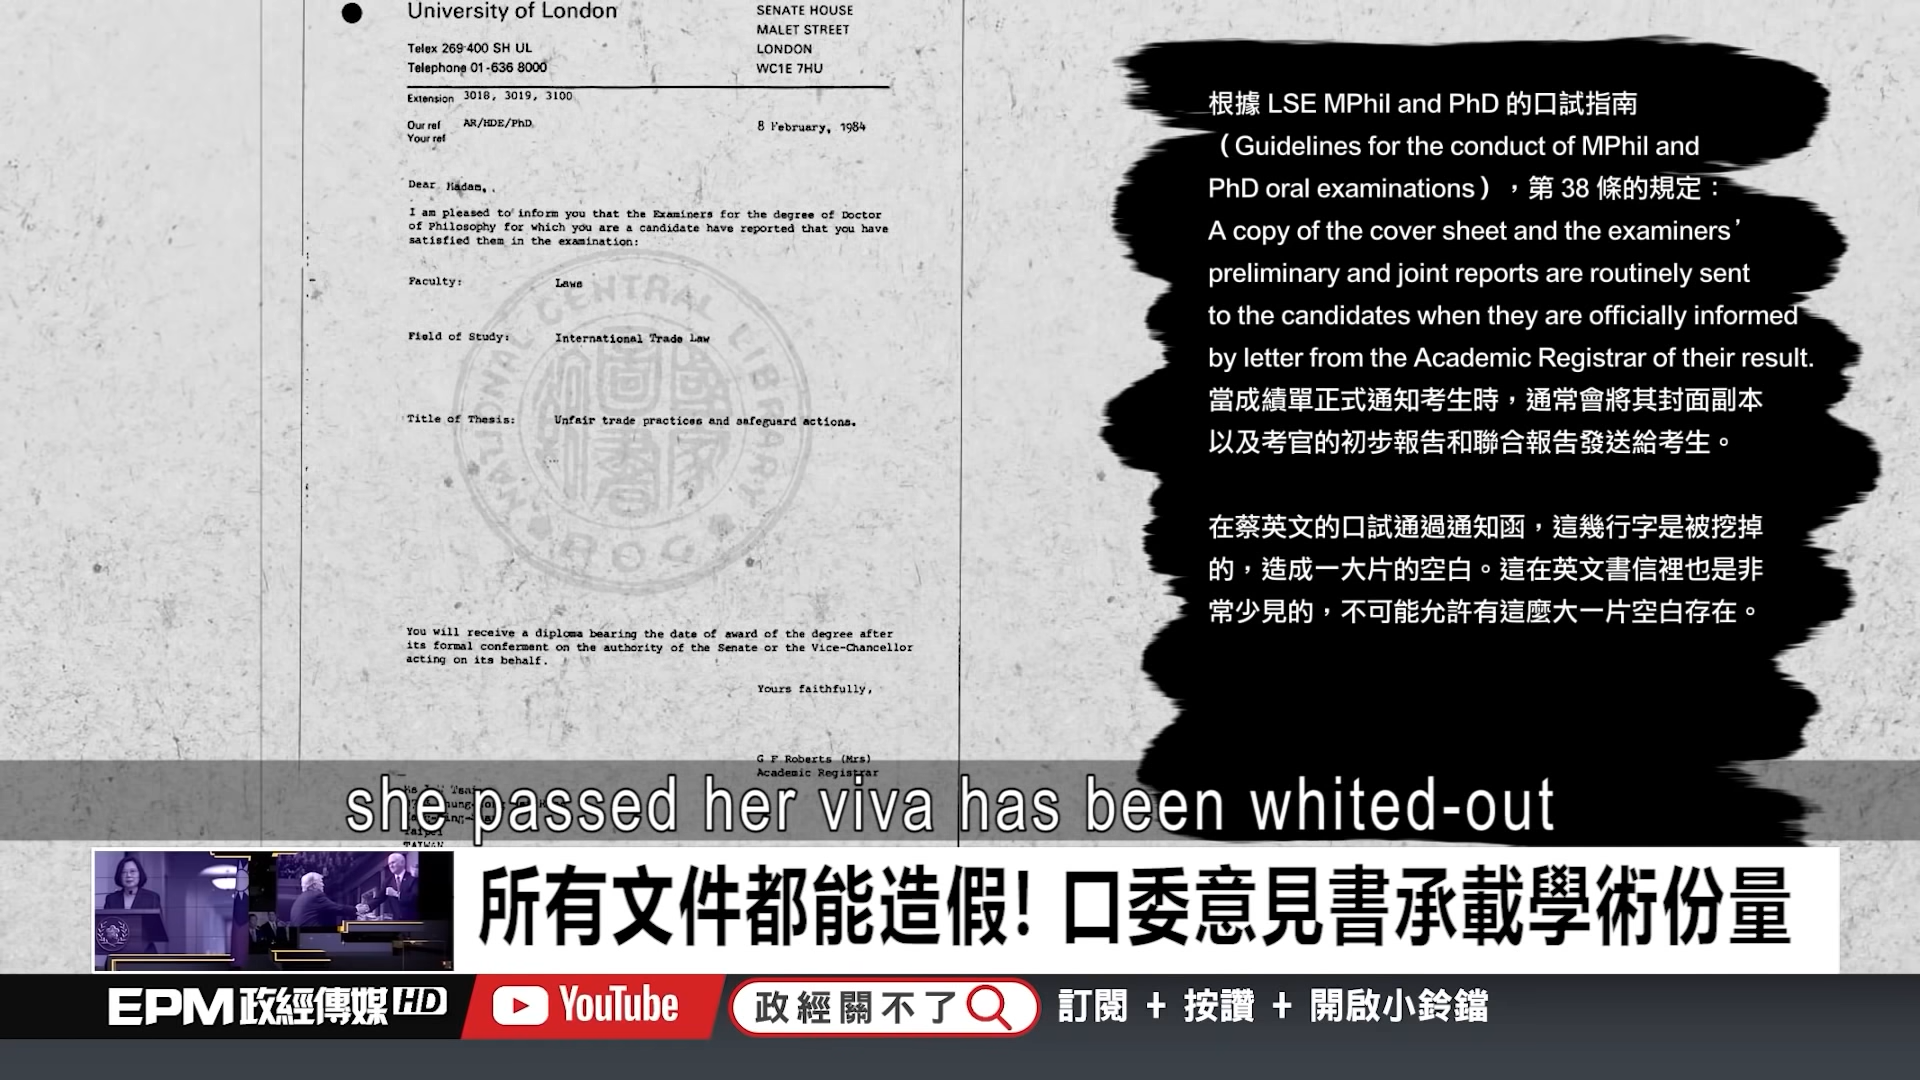 University of London
SENATE HOUSE
MALET STREET
LONDON
WC1E 7HU
Telex 269400 SH UL
Telephone 01-636 8000
Extension 3018, 3019, 3100
Our ref AR/HDE/PhD
Your ref
8 February, 1984
Dear Madam,
I am pleased to inform you that the Examiners for the degree of Doctor
of Philosophy for which you are a candidate have reported that you have
satisfied them in the examination:
Faculty: Laws
Field of Study: International Trade Law
Title of Thesis: Unfair trade practices and safeguard actions.
NATIONAL CENTRAL LIBRARY
ROC
You will receive a diploma bearing the date of award of the degree after
its formal conferment on the authority of the Senate or the Vice-Chancellor
acting on its behalf.
Yours faithfully,
G F Roberts (Mrs)
Academic Registrar
Taipei
TAIWAN
根據 LSE MPhil and PhD 的口試指南
（Guidelines for the conduct of MPhil and
PhD oral examinations），第 38 條的規定：
A copy of the cover sheet and the examiners’
preliminary and joint reports are routinely sent
to the candidates when they are officially informed
by letter from the Academic Registrar of their result.
當成績單正式通知考生時，通常會將其封面副本
以及考官的初步報告和聯合報告發送給考生。
在蔡英文的口試通過通知函，這幾行字是被挖掉
的，造成一大片的空白。這在英文書信裡也是非
常少見的，不可能允許有這麼大一片空白存在。
she passed her viva has been whited-out
所有文件都能造假! 口委意見書承載學術份量
EPM 政經傳媒 HD
YouTube
政經關不了
訂閱 + 按讚 + 開啟小鈴鐺